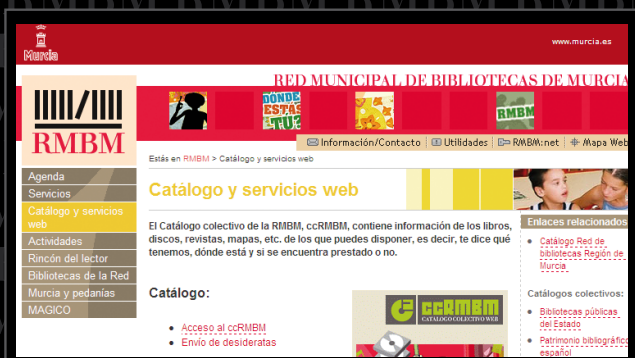 Murcia
www.murcia.es
RED MUNICIPAL DE BIBLIOTECAS DE MURCIA
DÓNDE
ESTÁS
TÚ?
RMBM
RMBM
Información/Contacto
Utilidades
RMBM:net
Mapa Web
Estás en RMBM > Catálogo y servicios web
Agenda
Servicios
Catálogo y servicios
web
Actividades
Rincón del lector
Bibliotecas de la Red
Murcia y pedanías
MAGICO
Catálogo y servicios web
El Catálogo colectivo de la RMBM, ccRMBM, contiene información de los libros,
discos, revistas, mapas, etc. de los que puedes disponer, es decir, te dice qué
tenemos, dónde está y si se encuentra prestado o no.
Catálogo:
Acceso al ccRMBM
Envío de desideratas
ccRMBM
CATALOGO COLECTIVO WEB
Enlaces relacionados
Catálogo Red de
bibliotecas Región de
Murcia
Catálogos colectivos:
Bibliotecas públicas
del Estado
Patrimonio bibliográfico
español